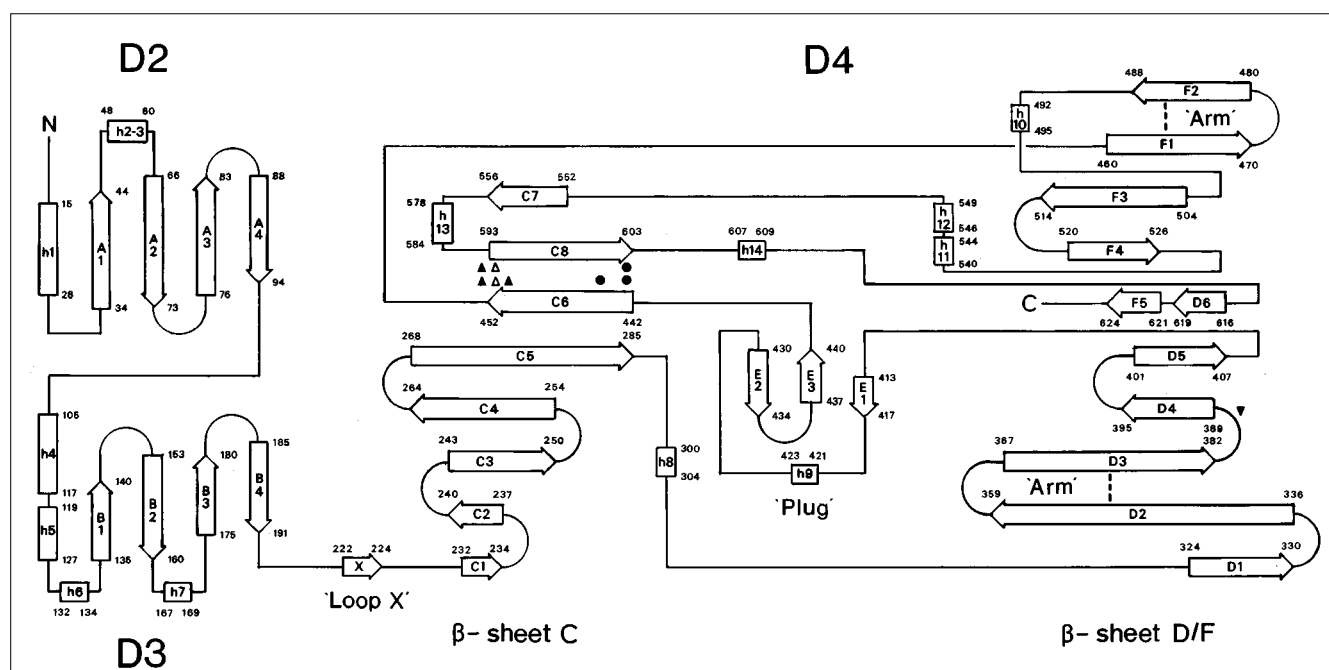 D2
D4
N
48 60
h2-3
15
h1
28
44
A1
34
66
A2
73
83
A3
76
88
A4
94
105
h4
117
119
h5
127
h6
132 134
140
B1
135
153
B2
160
h7
167 169
180
B3
175
185
B4
191
D3
222 224
X
'Loop X'
232 234
C1
240 237
C2
243 250
C3
264 254
C4
268 285
C5
β- sheet C
556 552
C7
578
h
13
584
593 603
C8
452 442
C6
607 609
h14
549
h
12
546
544
h
11
540
300
h8
304
430
E2
434
440
E3
437
413
E1
417
423 421
h9
'Plug'
488 480
F2
492
h
10
495
'Arm'
F1
460 470
F3
514 504
520 526
F4
C
F5
D6
624 621 619 616
D5
401 407
D4
395 389
367 382
D3
'Arm'
359 336
D2
324 330
D1
β- sheet D/F